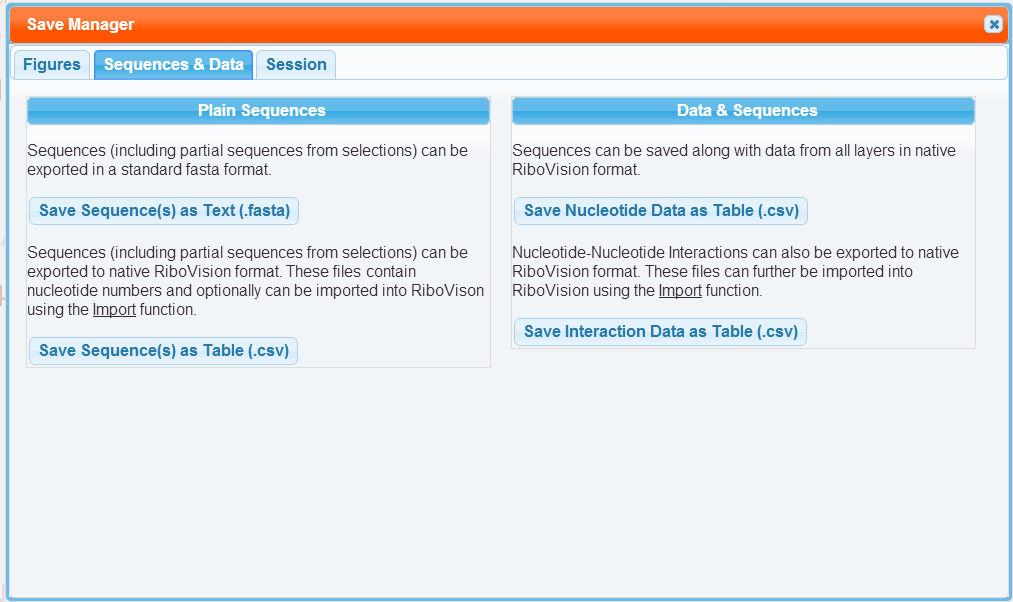 Save Manager
Figures
Sequences & Data
Session
Plain Sequences
Sequences (including partial sequences from selections) can be
exported in a standard fasta format.
Save Sequence(s) as Text (.fasta)
Sequences (including partial sequences from selections) can be
exported to native RiboVision format. These files contain
nucleotide numbers and optionally can be imported into RiboVison
using the Import function.
Save Sequence(s) as Table (.csv)
Data & Sequences
Sequences can be saved along with data from all layers in native
RiboVision format.
Save Nucleotide Data as Table (.csv)
Nucleotide-Nucleotide Interactions can also be exported to native
RiboVision format. These files can further be imported into
RiboVision using the Import function.
Save Interaction Data as Table (.csv)